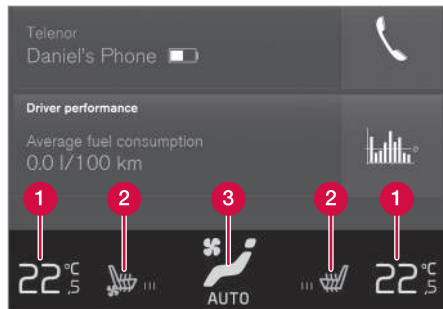 Telenor
Daniel's Phone
Driver performance
Average fuel consumption
0.0 l/100 km
1 2 3 2 1
22,5 °C 22,5 °C
AUTO